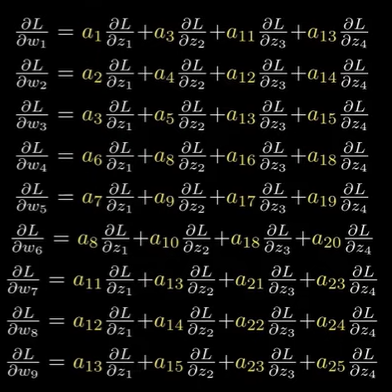 ∂L/∂w₁ = a₁ ∂L/∂z₁ + a₃ ∂L/∂z₂ + a₁₁ ∂L/∂z₃ + a₁₃ ∂L/∂z₄
∂L/∂w₂ = a₂ ∂L/∂z₁ + a₄ ∂L/∂z₂ + a₁₂ ∂L/∂z₃ + a₁₄ ∂L/∂z₄
∂L/∂w₃ = a₃ ∂L/∂z₁ + a₅ ∂L/∂z₂ + a₁₃ ∂L/∂z₃ + a₁₅ ∂L/∂z₄
∂L/∂w₄ = a₆ ∂L/∂z₁ + a₈ ∂L/∂z₂ + a₁₆ ∂L/∂z₃ + a₁₈ ∂L/∂z₄
∂L/∂w₅ = a₇ ∂L/∂z₁ + a₉ ∂L/∂z₂ + a₁₇ ∂L/∂z₃ + a₁₉ ∂L/∂z₄
∂L/∂w₆ = a₈ ∂L/∂z₁ + a₁₀ ∂L/∂z₂ + a₁₈ ∂L/∂z₃ + a₂₀ ∂L/∂z₄
∂L/∂w₇ = a₁₁ ∂L/∂z₁ + a₁₃ ∂L/∂z₂ + a₂₁ ∂L/∂z₃ + a₂₃ ∂L/∂z₄
∂L/∂w₈ = a₁₂ ∂L/∂z₁ + a₁₄ ∂L/∂z₂ + a₂₂ ∂L/∂z₃ + a₂₄ ∂L/∂z₄
∂L/∂w₉ = a₁₃ ∂L/∂z₁ + a₁₅ ∂L/∂z₂ + a₂₃ ∂L/∂z₃ + a₂₅ ∂L/∂z₄